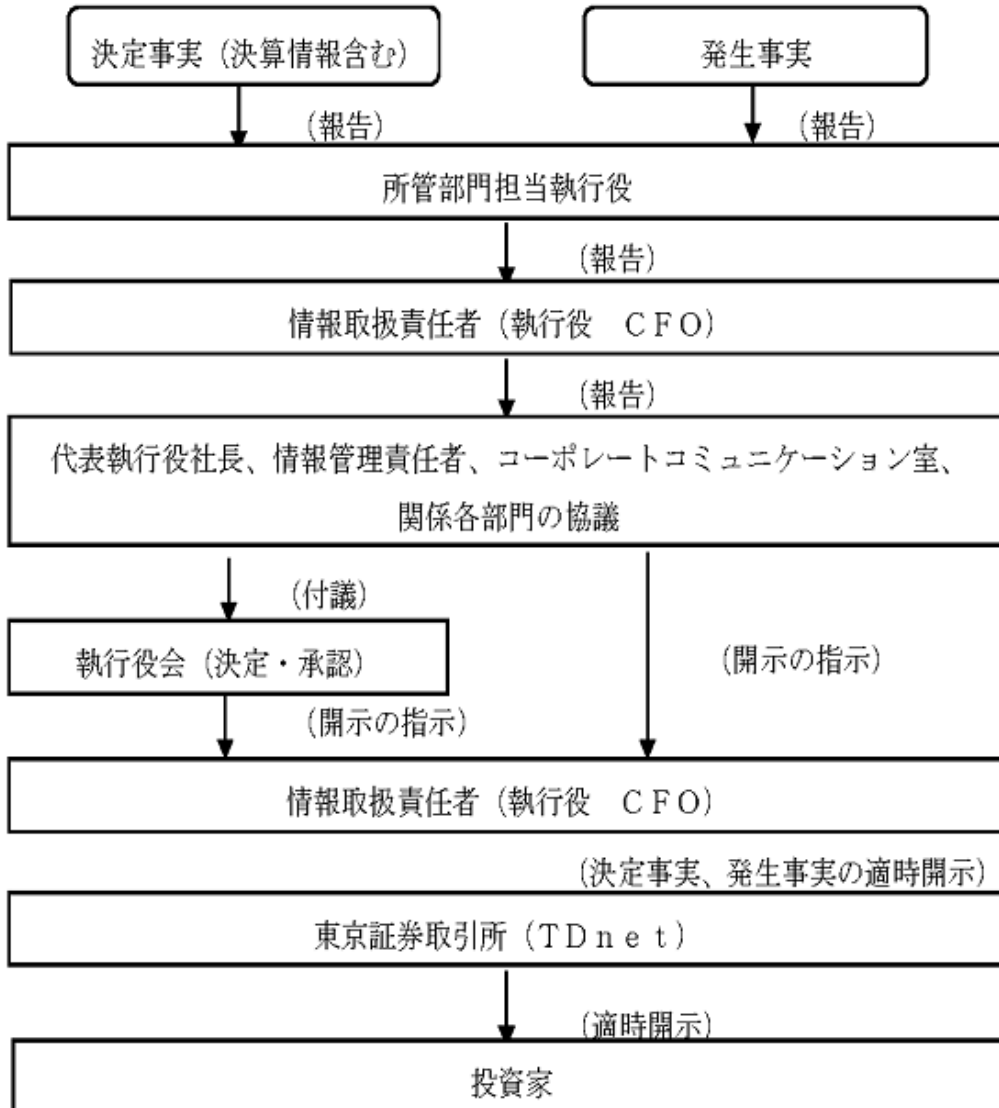 決定事実(決算情報含む)
発生事実
(報告)
(報告)
所管部門担当執行役
(報告)
情報取扱責任者(執行役　CFO)
(報告)
代表執行役社長、情報管理責任者、コーポレートコミュニケーション室、
関係各部門の協議
(付議)
執行役会(決定・承認)
(開示の指示)
(開示の指示)
情報取扱責任者(執行役　CFO)
(決定事実、発生事実の適時開示)
東京証券取引所(TDnet)
(適時開示)
投資家